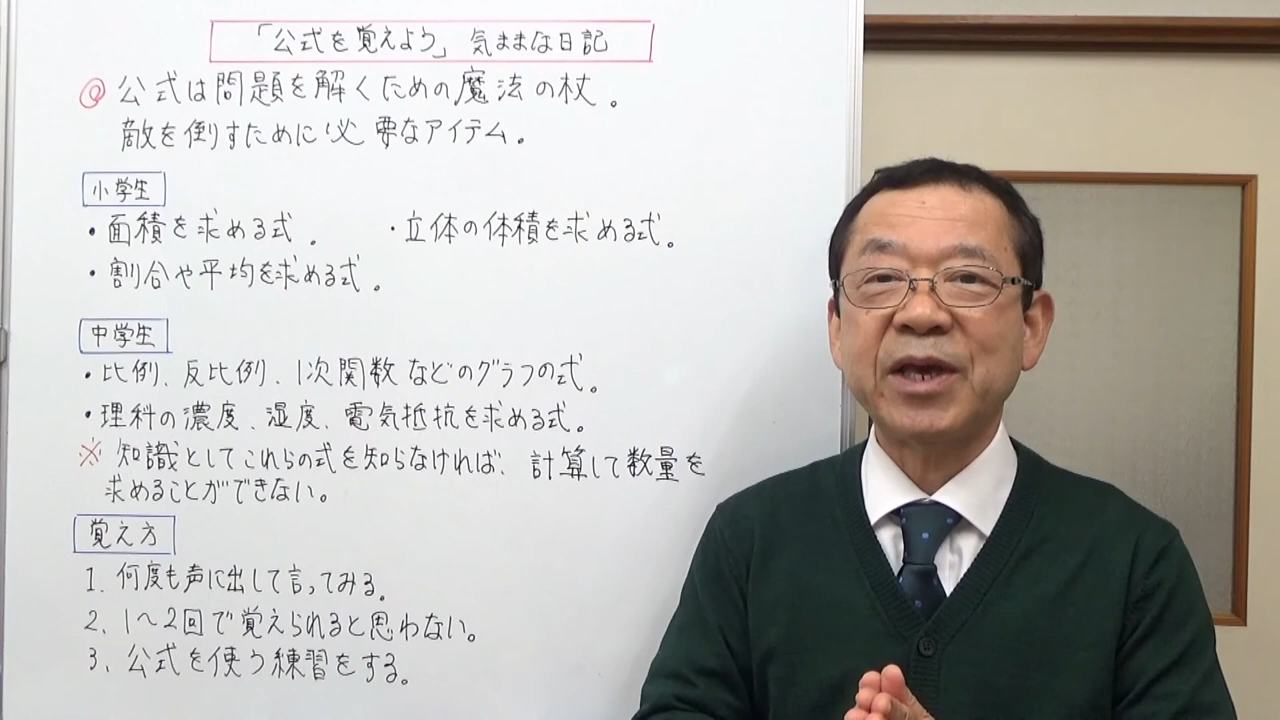 「公式を覚えよう」気ままな日記
◎ 公式は問題を解くための魔法の杖。
敵を倒すために必要なアイテム。
小学生
・面積を求める式。 ・立体の体積を求める式。
・割合や平均を求める式。
中学生
・比例、反比例、1次関数などのグラフの式。
・理科の濃度、湿度、電気抵抗を求める式。
※ 知識としてこれらの式を知らなければ、計算して数量を
求めることができない。
覚え方
1. 何度も声に出して言ってみる。
2. 1〜2回で覚えられると思わない。
3. 公式を使う練習をする。